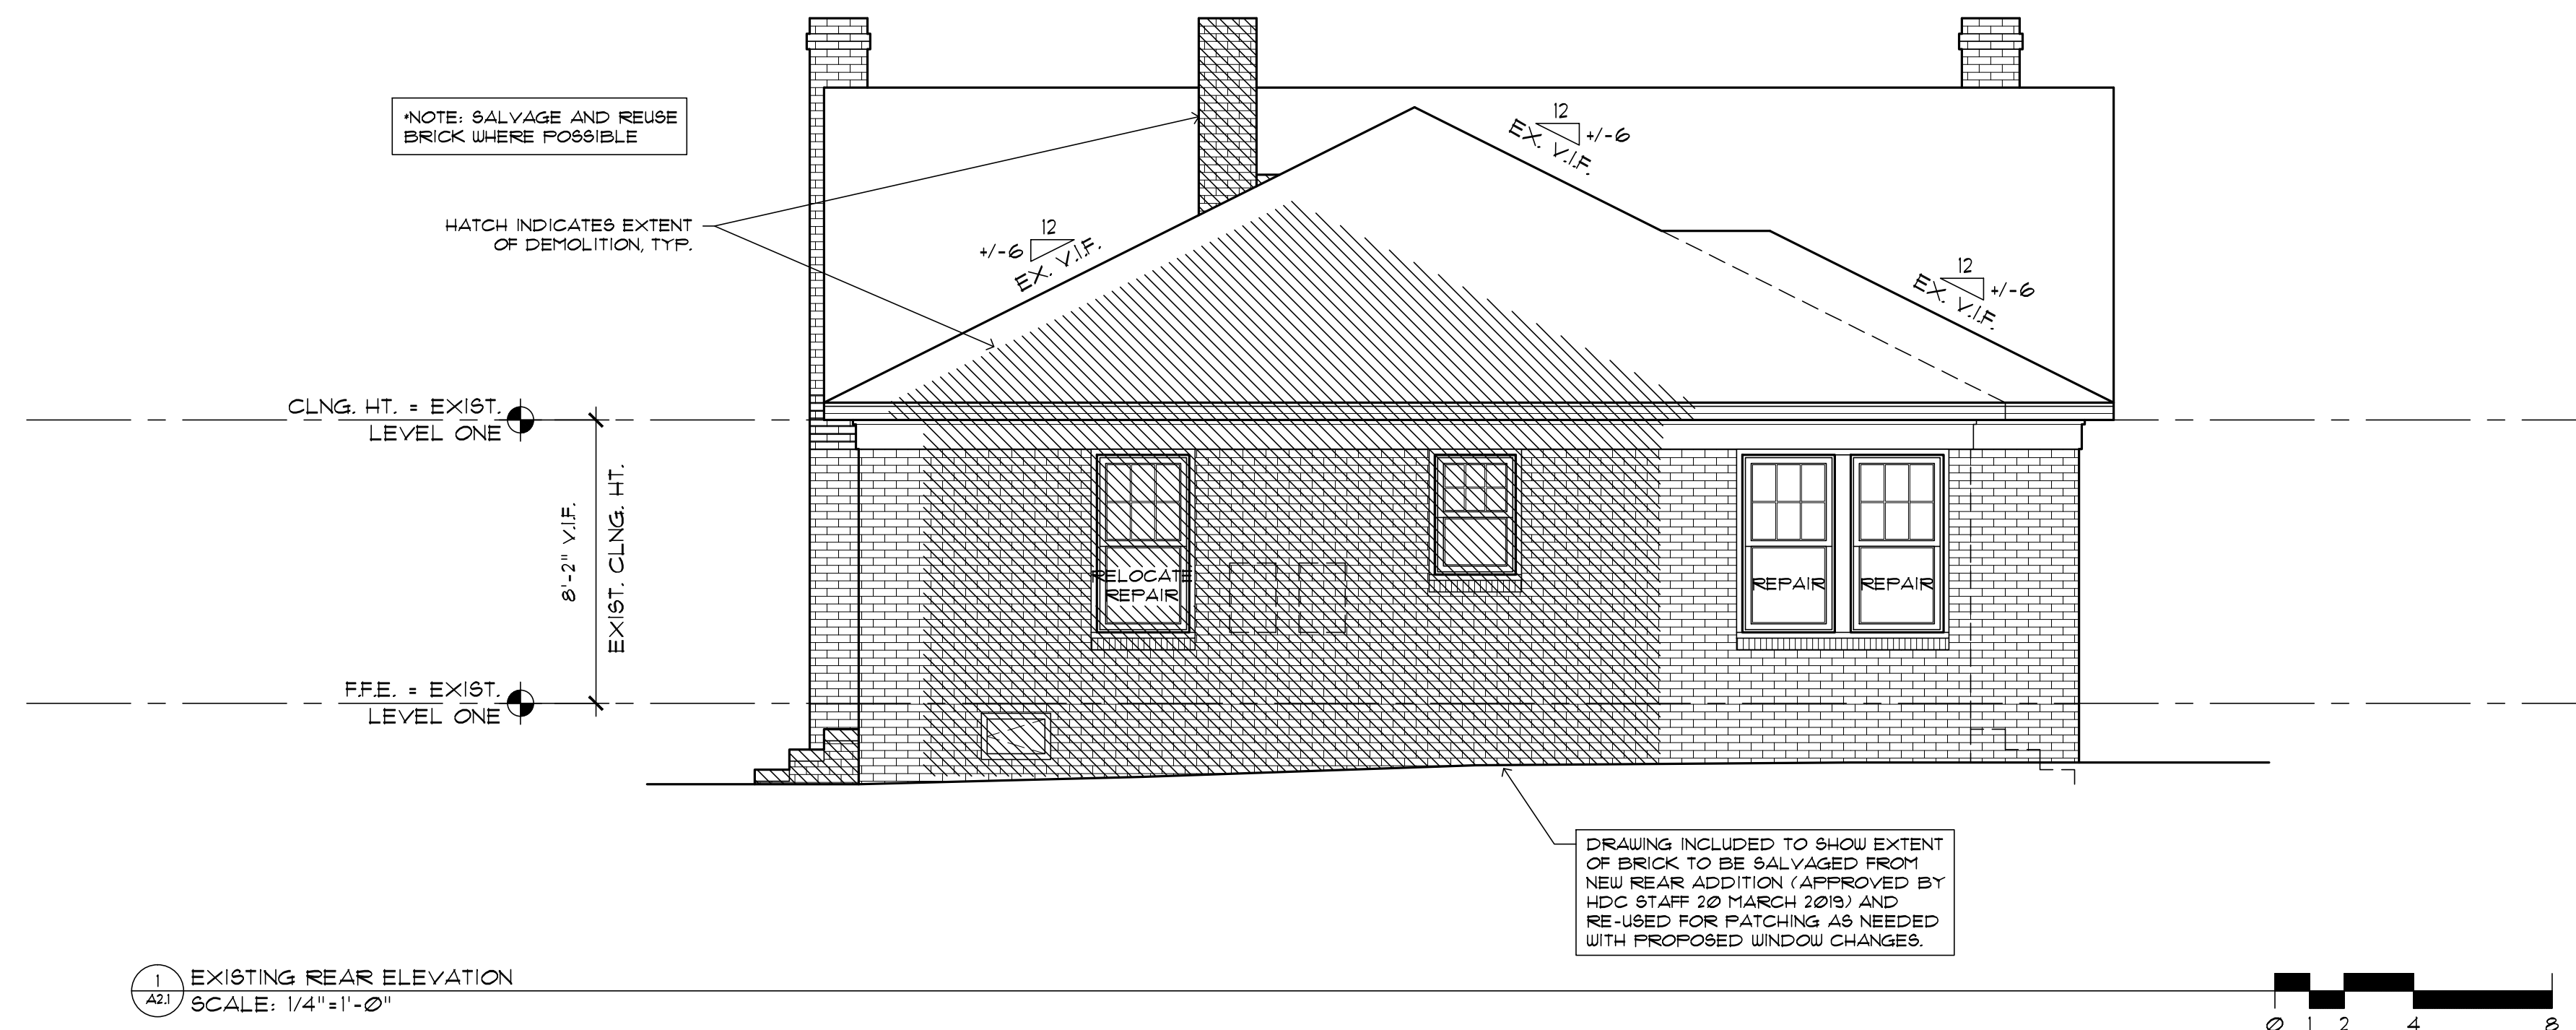 *NOTE: SALVAGE AND REUSE
BRICK WHERE POSSIBLE
HATCH INDICATES EXTENT
OF DEMOLITION, TYP.
12
+/-6
EX. V.I.F.
12
+/-6
EX. V.I.F.
12
+/-6
EX. V.I.F.
CLNG. HT. = EXIST.
LEVEL ONE
8'-2" V.I.F.
EXIST. CLNG. HT.
F.F.E. = EXIST.
LEVEL ONE
RELOCATE
REPAIR
REPAIR
REPAIR
DRAWING INCLUDED TO SHOW EXTENT
OF BRICK TO BE SALVAGED FROM
NEW REAR ADDITION (APPROVED BY
HDC STAFF 20 MARCH 2019) AND
RE-USED FOR PATCHING AS NEEDED
WITH PROPOSED WINDOW CHANGES.
1
A2.1
EXISTING REAR ELEVATION
SCALE: 1/4"=1'-0"
0 1 2 4 8